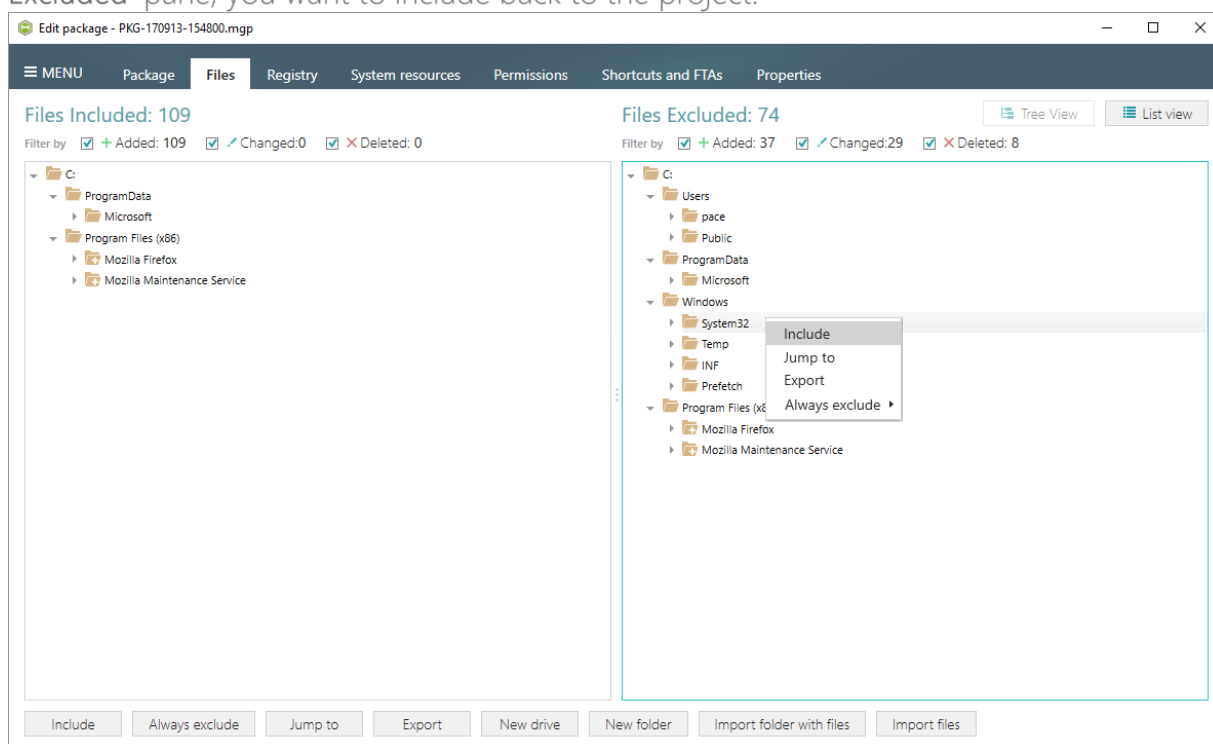 Excluded" pane, you want to include back to the project.
Edit package - PKG-170913-154800.mgp
MENU Package Files Registry System resources Permissions Shortcuts and FTAs Properties
Files Included: 109
Filter by + Added: 109 Changed:0 Deleted: 0
C:
ProgramData
Microsoft
Program Files (x86)
Mozilla Firefox
Mozilla Maintenance Service
Files Excluded: 74 Tree View List view
Filter by + Added: 37 Changed:29 Deleted: 8
C:
Users
pace
Public
ProgramData
Microsoft
Windows
System32
Temp
INF
Prefetch
Program Files (x8
Mozilla Firefox
Mozilla Maintenance Service
Include
Jump to
Export
Always exclude
Include Always exclude Jump to Export New drive New folder Import folder with files Import files